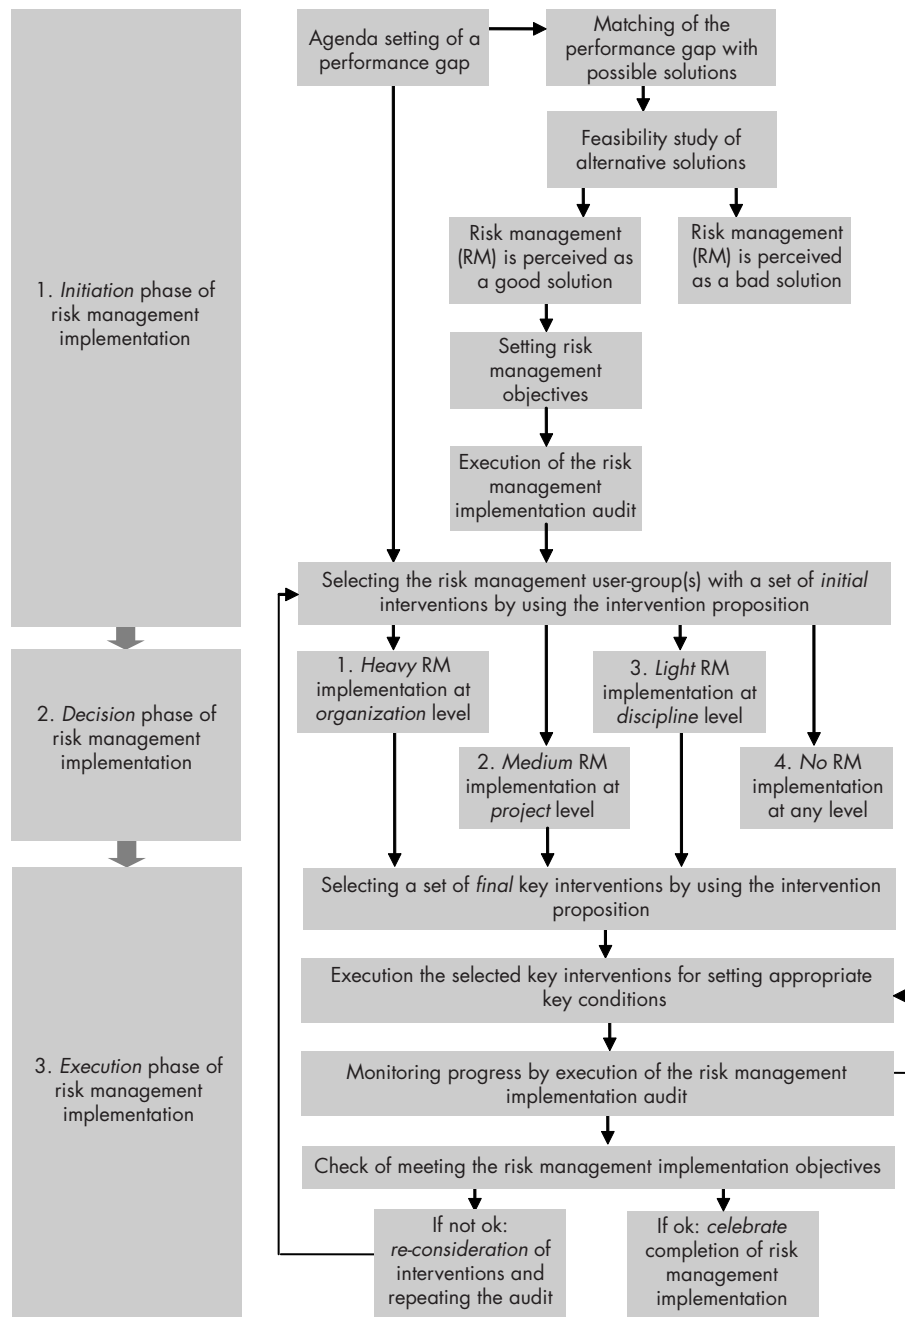 Agenda setting of a
performance gap
Matching of the
performance gap with
possible solutions
Feasibility study of
alternative solutions
Risk management
(RM) is perceived as
a good solution
Risk management
(RM) is perceived
as a bad solution
1. Initiation phase of
risk management
implementation
Setting risk
management
objectives
Execution of the risk
management
implementation audit
Selecting the risk management user-group(s) with a set of initial
interventions by using the intervention proposition
2. Decision phase of
risk management
implementation
1. Heavy RM
implementation at
organization level
2. Medium RM
implementation at
project level
3. Light RM
implementation at
discipline level
4. No RM
implementation
at any level
3. Execution phase of
risk management
implementation
Selecting a set of final key interventions by using the intervention
proposition
Execution the selected key interventions for setting appropriate
key conditions
Monitoring progress by execution of the risk management
implementation audit
Check of meeting the risk management implementation objectives
If not ok:
re-consideration of
interventions and
repeating the audit
If ok: celebrate
completion of risk
management
implementation